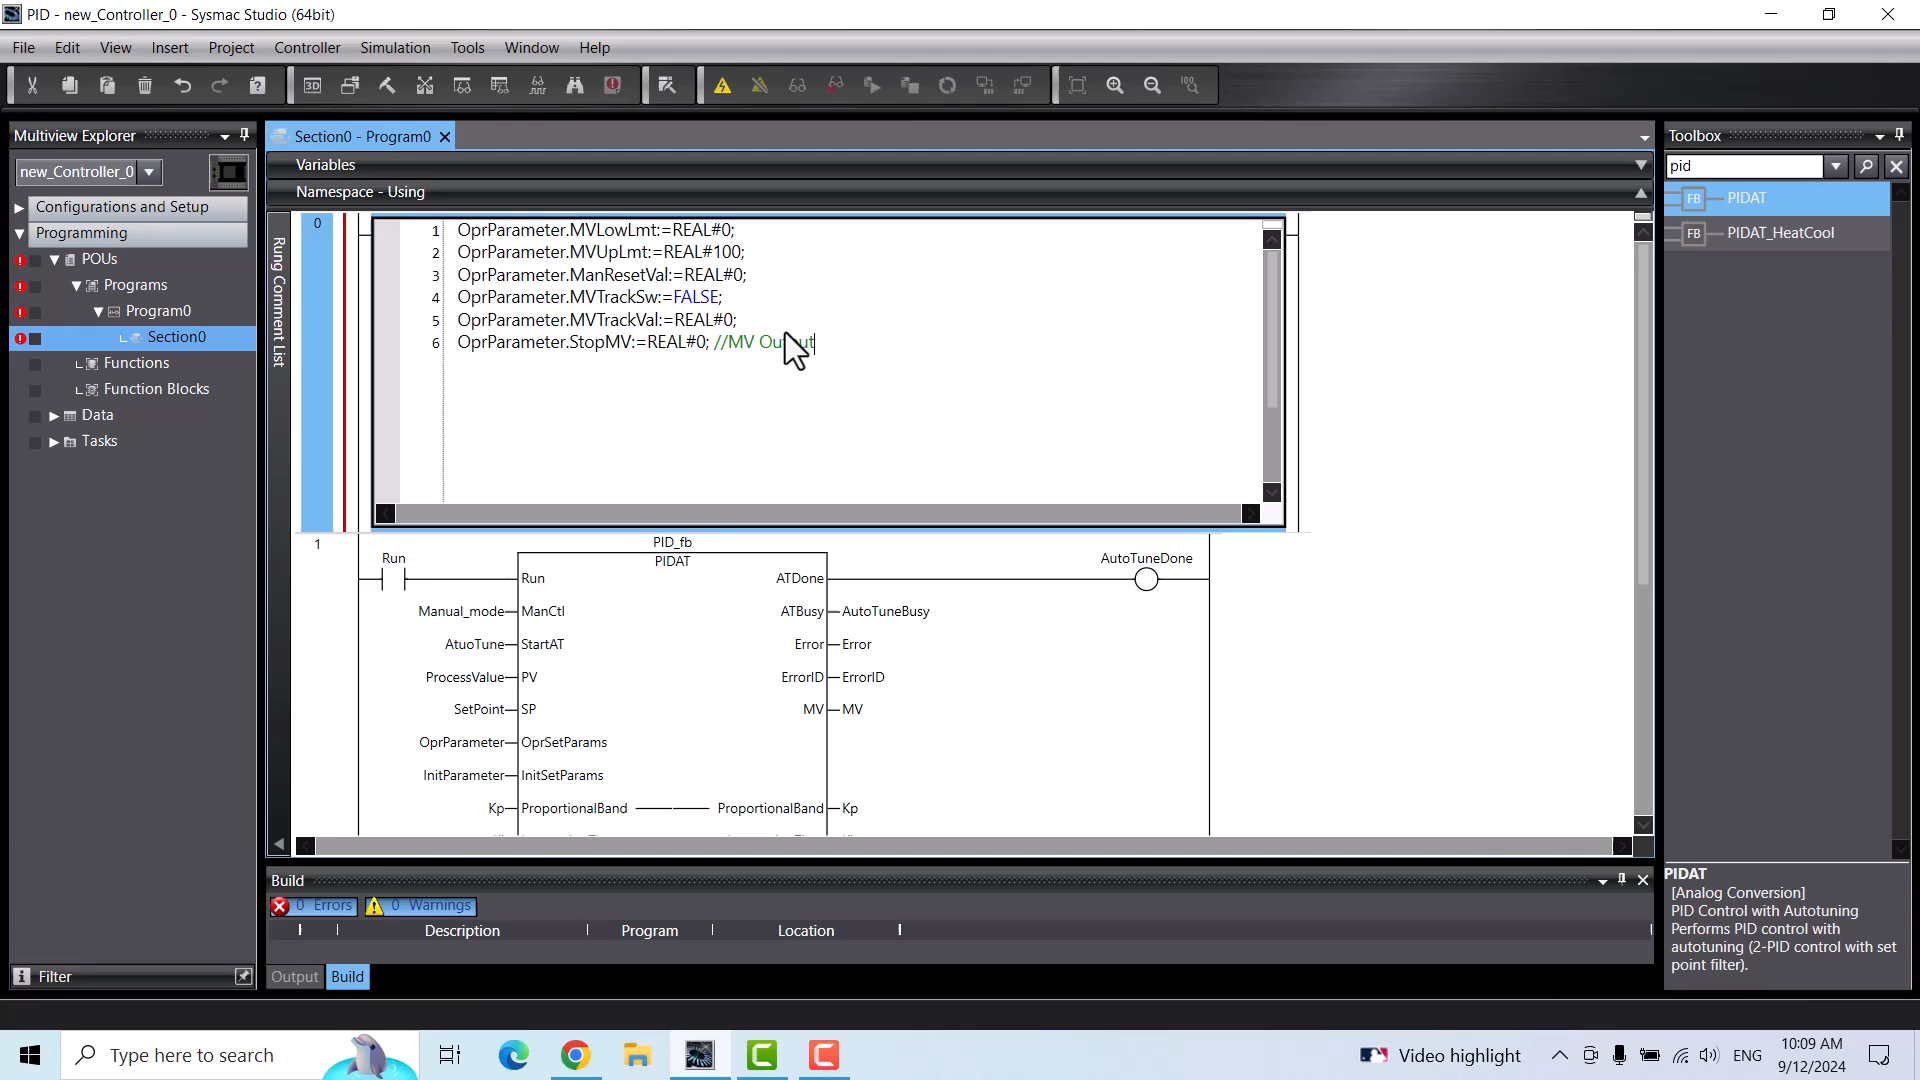 PID - new_Controller_0 - Sysmac Studio (64bit)
File Edit View Insert Project Controller Simulation Tools Window Help
3D
100
Multiview Explorer
new_Controller_0
Configurations and Setup
Programming
POUs
Programs
Program0
Section0
Functions
Function Blocks
Data
Tasks
Filter
Section0 - Program0
Variables
Namespace - Using
Rung Comment List
0
1 OprParameter.MVLowLmt:=REAL#0;
2 OprParameter.MVUpLmt:=REAL#100;
3 OprParameter.ManResetVal:=REAL#0;
4 OprParameter.MVTrackSw:=FALSE;
5 OprParameter.MVTrackVal:=REAL#0;
6 OprParameter.StopMV:=REAL#0; //MV Output
1
PID_fb
PIDAT
Run
Run ATDone
AutoTuneDone
Manual_mode ManCtl ATBusy AutoTuneBusy
AtuoTune StartAT Error Error
ProcessValue PV ErrorID ErrorID
SetPoint SP MV MV
OprParameter OprSetParams
InitParameter InitSetParams
Kp ProportionalBand ProportionalBand Kp
Build
0 Errors 0 Warnings
Description Program Location
Output Build
Toolbox
pid
FB PIDAT
FB PIDAT_HeatCool
PIDAT
[Analog Conversion]
PID Control with Autotuning
Performs PID control with
autotuning (2-PID control with set
point filter).
Type here to search
Video highlight
ENG
10:09 AM
9/12/2024